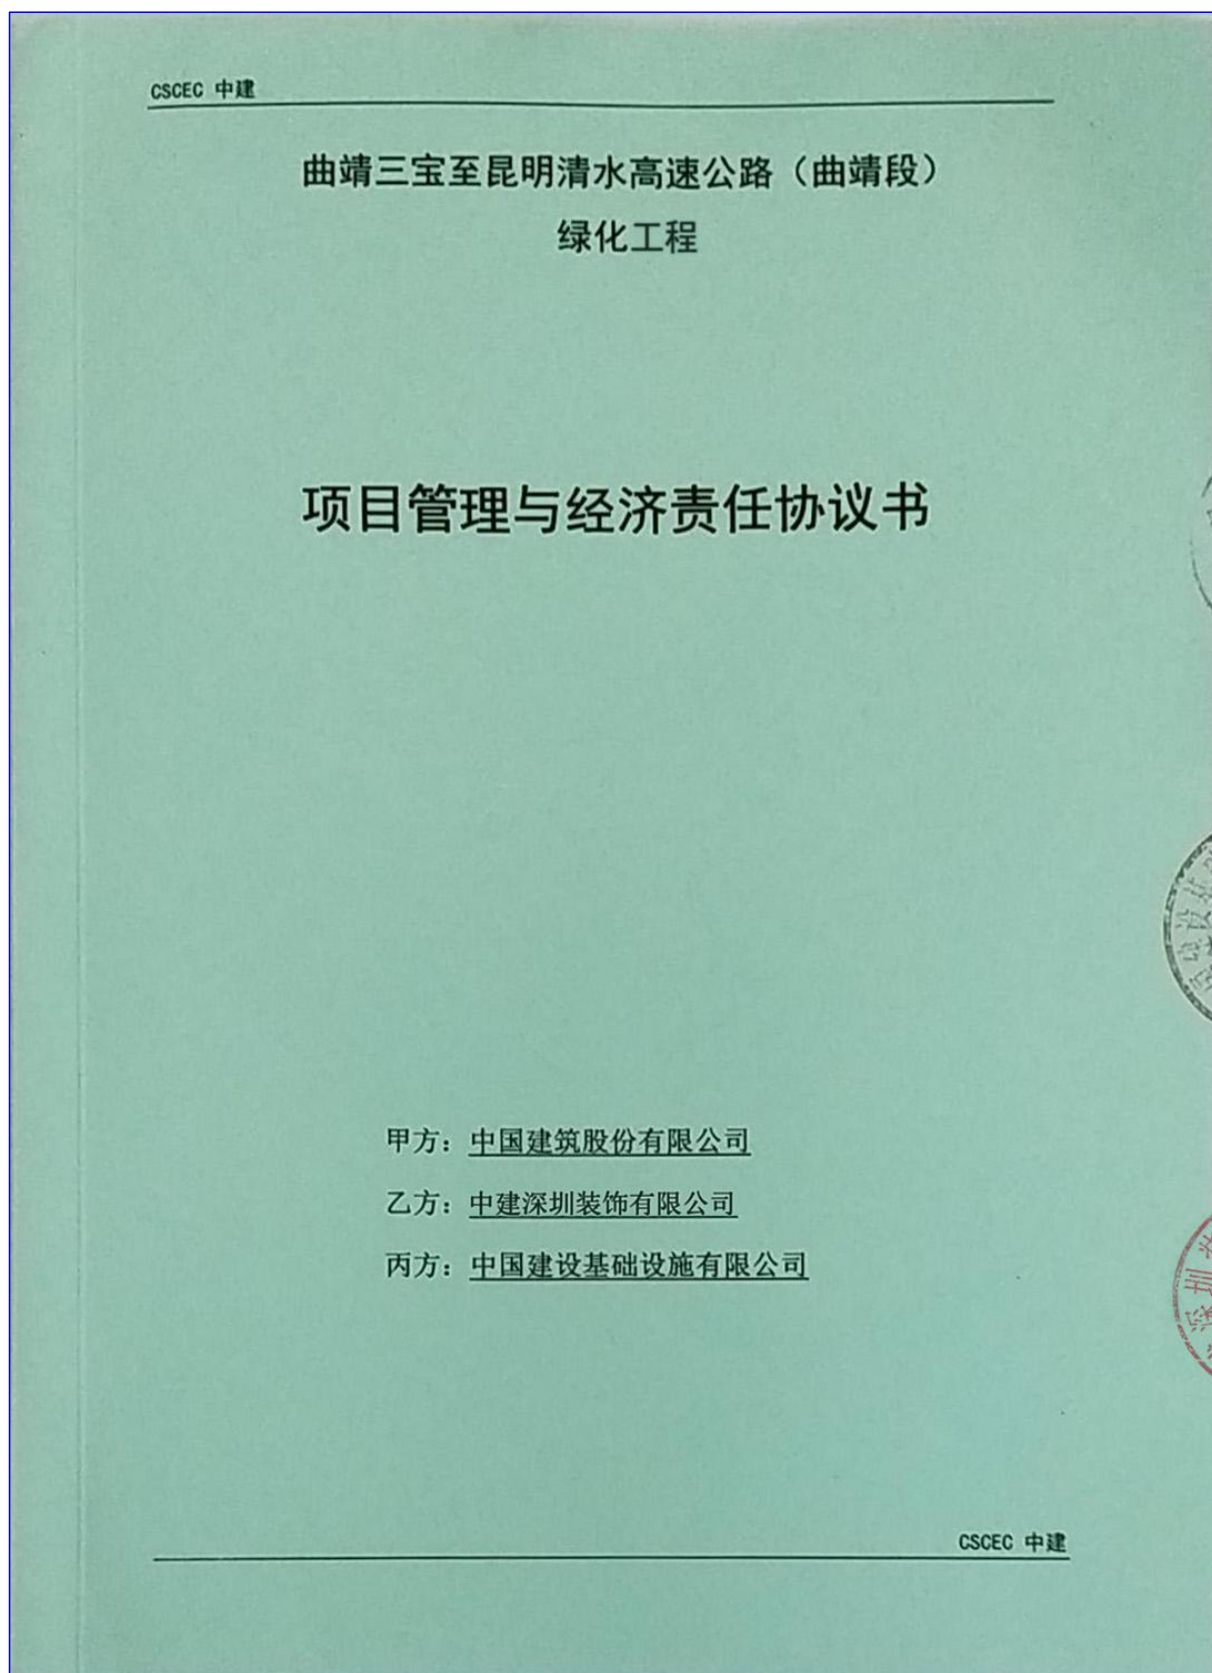 CSCEC 中建
曲靖三宝至昆明清水高速公路（曲靖段）
绿化工程
项目管理与经济责任协议书
甲方：中国建筑股份有限公司
乙方：中建深圳装饰有限公司
丙方：中国建设基础设施有限公司
CSCEC 中建